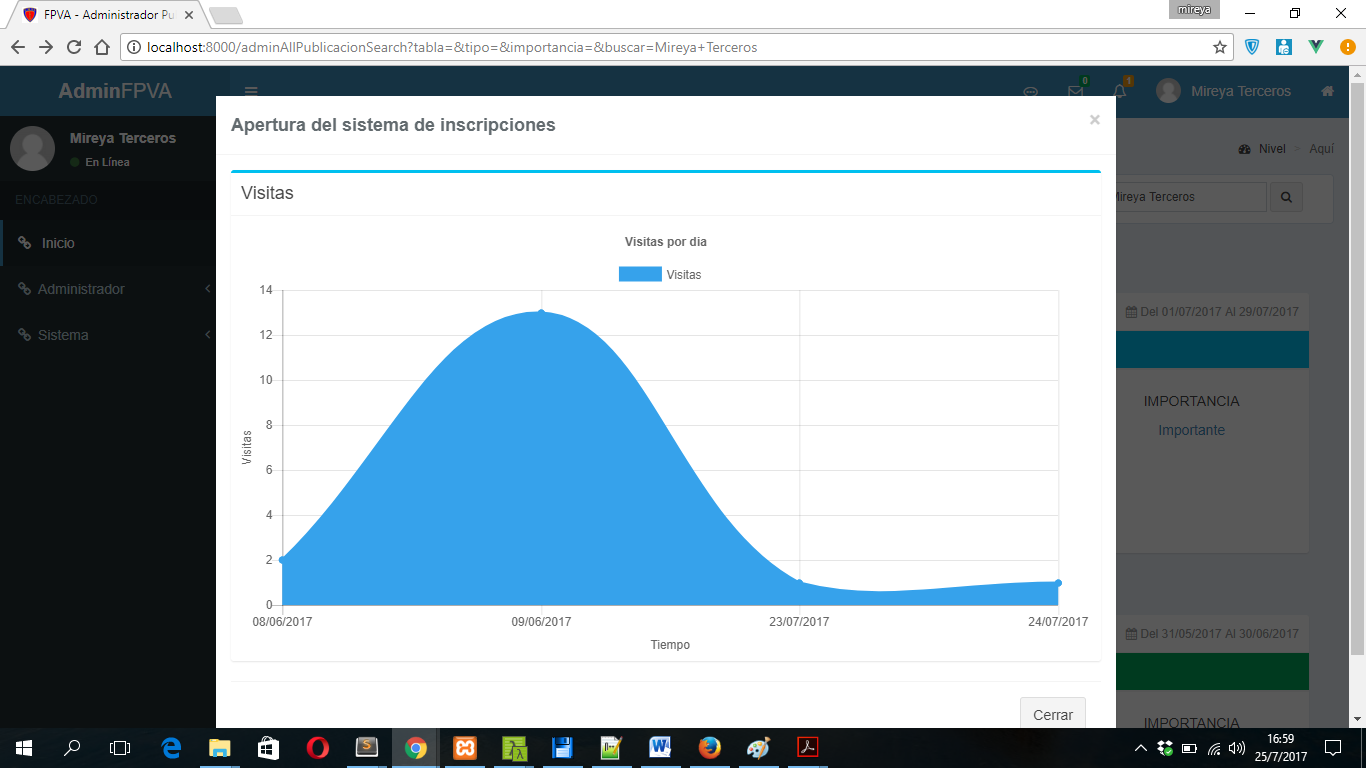 mireya
FPVA - Administrador Pu
localhost:8000/adminAllPublicacionSearch?tabla=&tipo=&importancia=&buscar=Mireya+Terceros
AdminFPVA
0
1
Mireya Terceros
Mireya Terceros
En Línea
ENCABEZADO
Inicio
Administrador
Sistema
Apertura del sistema de inscripciones
×
Nivel > Aquí
Mireya Terceros
Visitas
Visitas por dia
Visitas
14
12
10
8
6
4
2
0
Visitas
08/06/2017
09/06/2017
23/07/2017
24/07/2017
Tiempo
Del 01/07/2017 Al 29/07/2017
IMPORTANCIA
Importante
Del 31/05/2017 Al 30/06/2017
IMPORTANCIA
Cerrar
16:59
25/7/2017